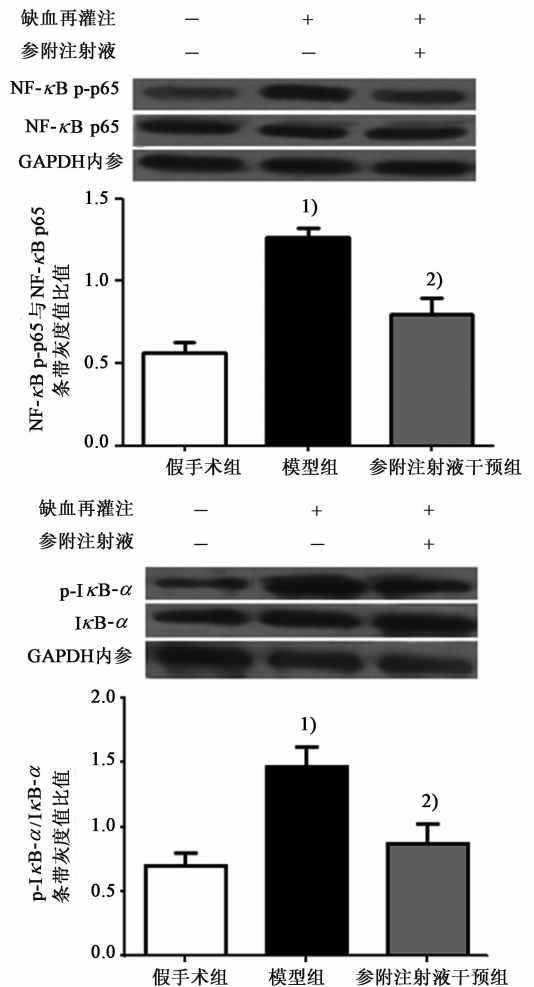 缺血再灌注 − + +
参附注射液 − − +
NF-κB p-p65
NF-κB p65
GAPDH内参
NF-κB p-p65与NF-κB p65
条带灰度值比值
1.5
1.0
0.5
0.0
1)
2)
假手术组 模型组 参附注射液干预组
缺血再灌注 − + +
参附注射液 − − +
p-IκB-α
IκB-α
GAPDH内参
p-IκB-α/IκB-α
条带灰度值比值
2.0
1.5
1.0
0.5
0.0
1)
2)
假手术组 模型组 参附注射液干预组